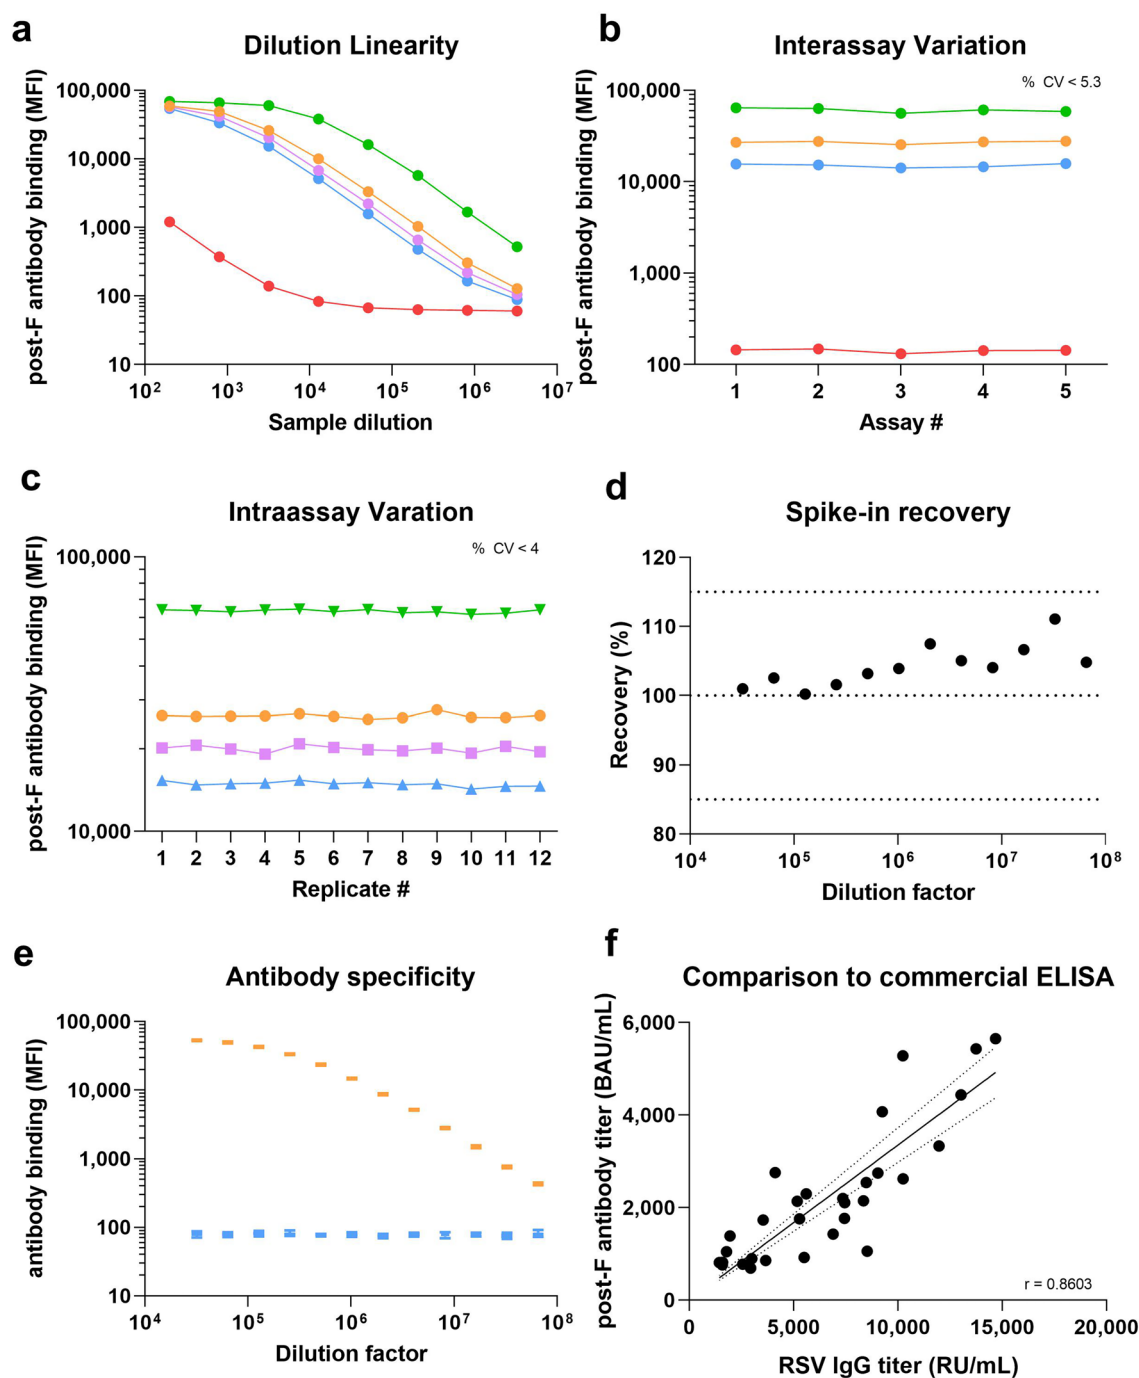 a
Dilution Linearity
post-F antibody binding (MFI)
100,000
10,000
1,000
100
10
10²
10³
10⁴
10⁵
10⁶
10⁷
Sample dilution
b
Interassay Variation
% CV < 5.3
post-F antibody binding (MFI)
100,000
10,000
1,000
100
1 2 3 4 5
Assay #
c
Intraassay Varation
% CV < 4
post-F antibody binding (MFI)
100,000
10,000
1 2 3 4 5 6 7 8 9 10 11 12
Replicate #
d
Spike-in recovery
Recovery (%)
120
110
100
90
80
10⁴ 10⁵ 10⁶ 10⁷ 10⁸
Dilution factor
e
Antibody specificity
antibody binding (MFI)
100,000
10,000
1,000
100
10
10⁴ 10⁵ 10⁶ 10⁷ 10⁸
Dilution factor
f
Comparison to commercial ELISA
post-F antibody titer (BAU/mL)
6,000
4,000
2,000
0
r = 0.8603
0 5,000 10,000 15,000 20,000
RSV IgG titer (RU/mL)